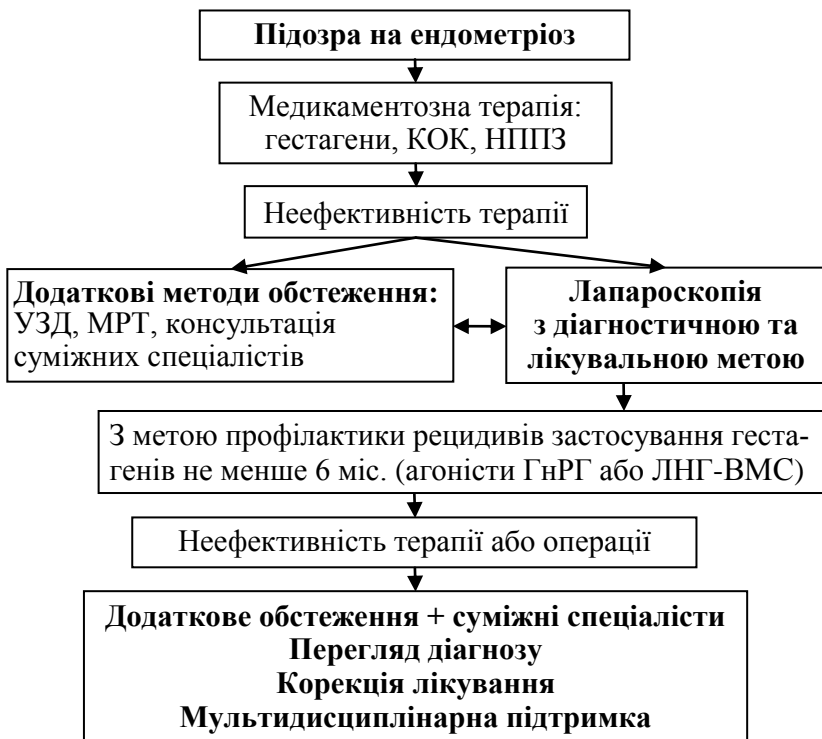 Підозра на ендометріоз
Медикаментозна терапія:
гестагени, КОК, НППЗ
Неефективність терапії
Додаткові методи обстеження:
УЗД, МРТ, консультація
суміжних спеціалістів
Лапароскопія
з діагностичною та
лікувальною метою
З метою профілактики рецидивів застосування геста-
генів не менше 6 міс. (агоністи ГнРГ або ЛНГ-ВМС)
Неефективність терапії або операції
Додаткове обстеження + суміжні спеціалісти
Перегляд діагнозу
Корекція лікування
Мультидисциплінарна підтримка